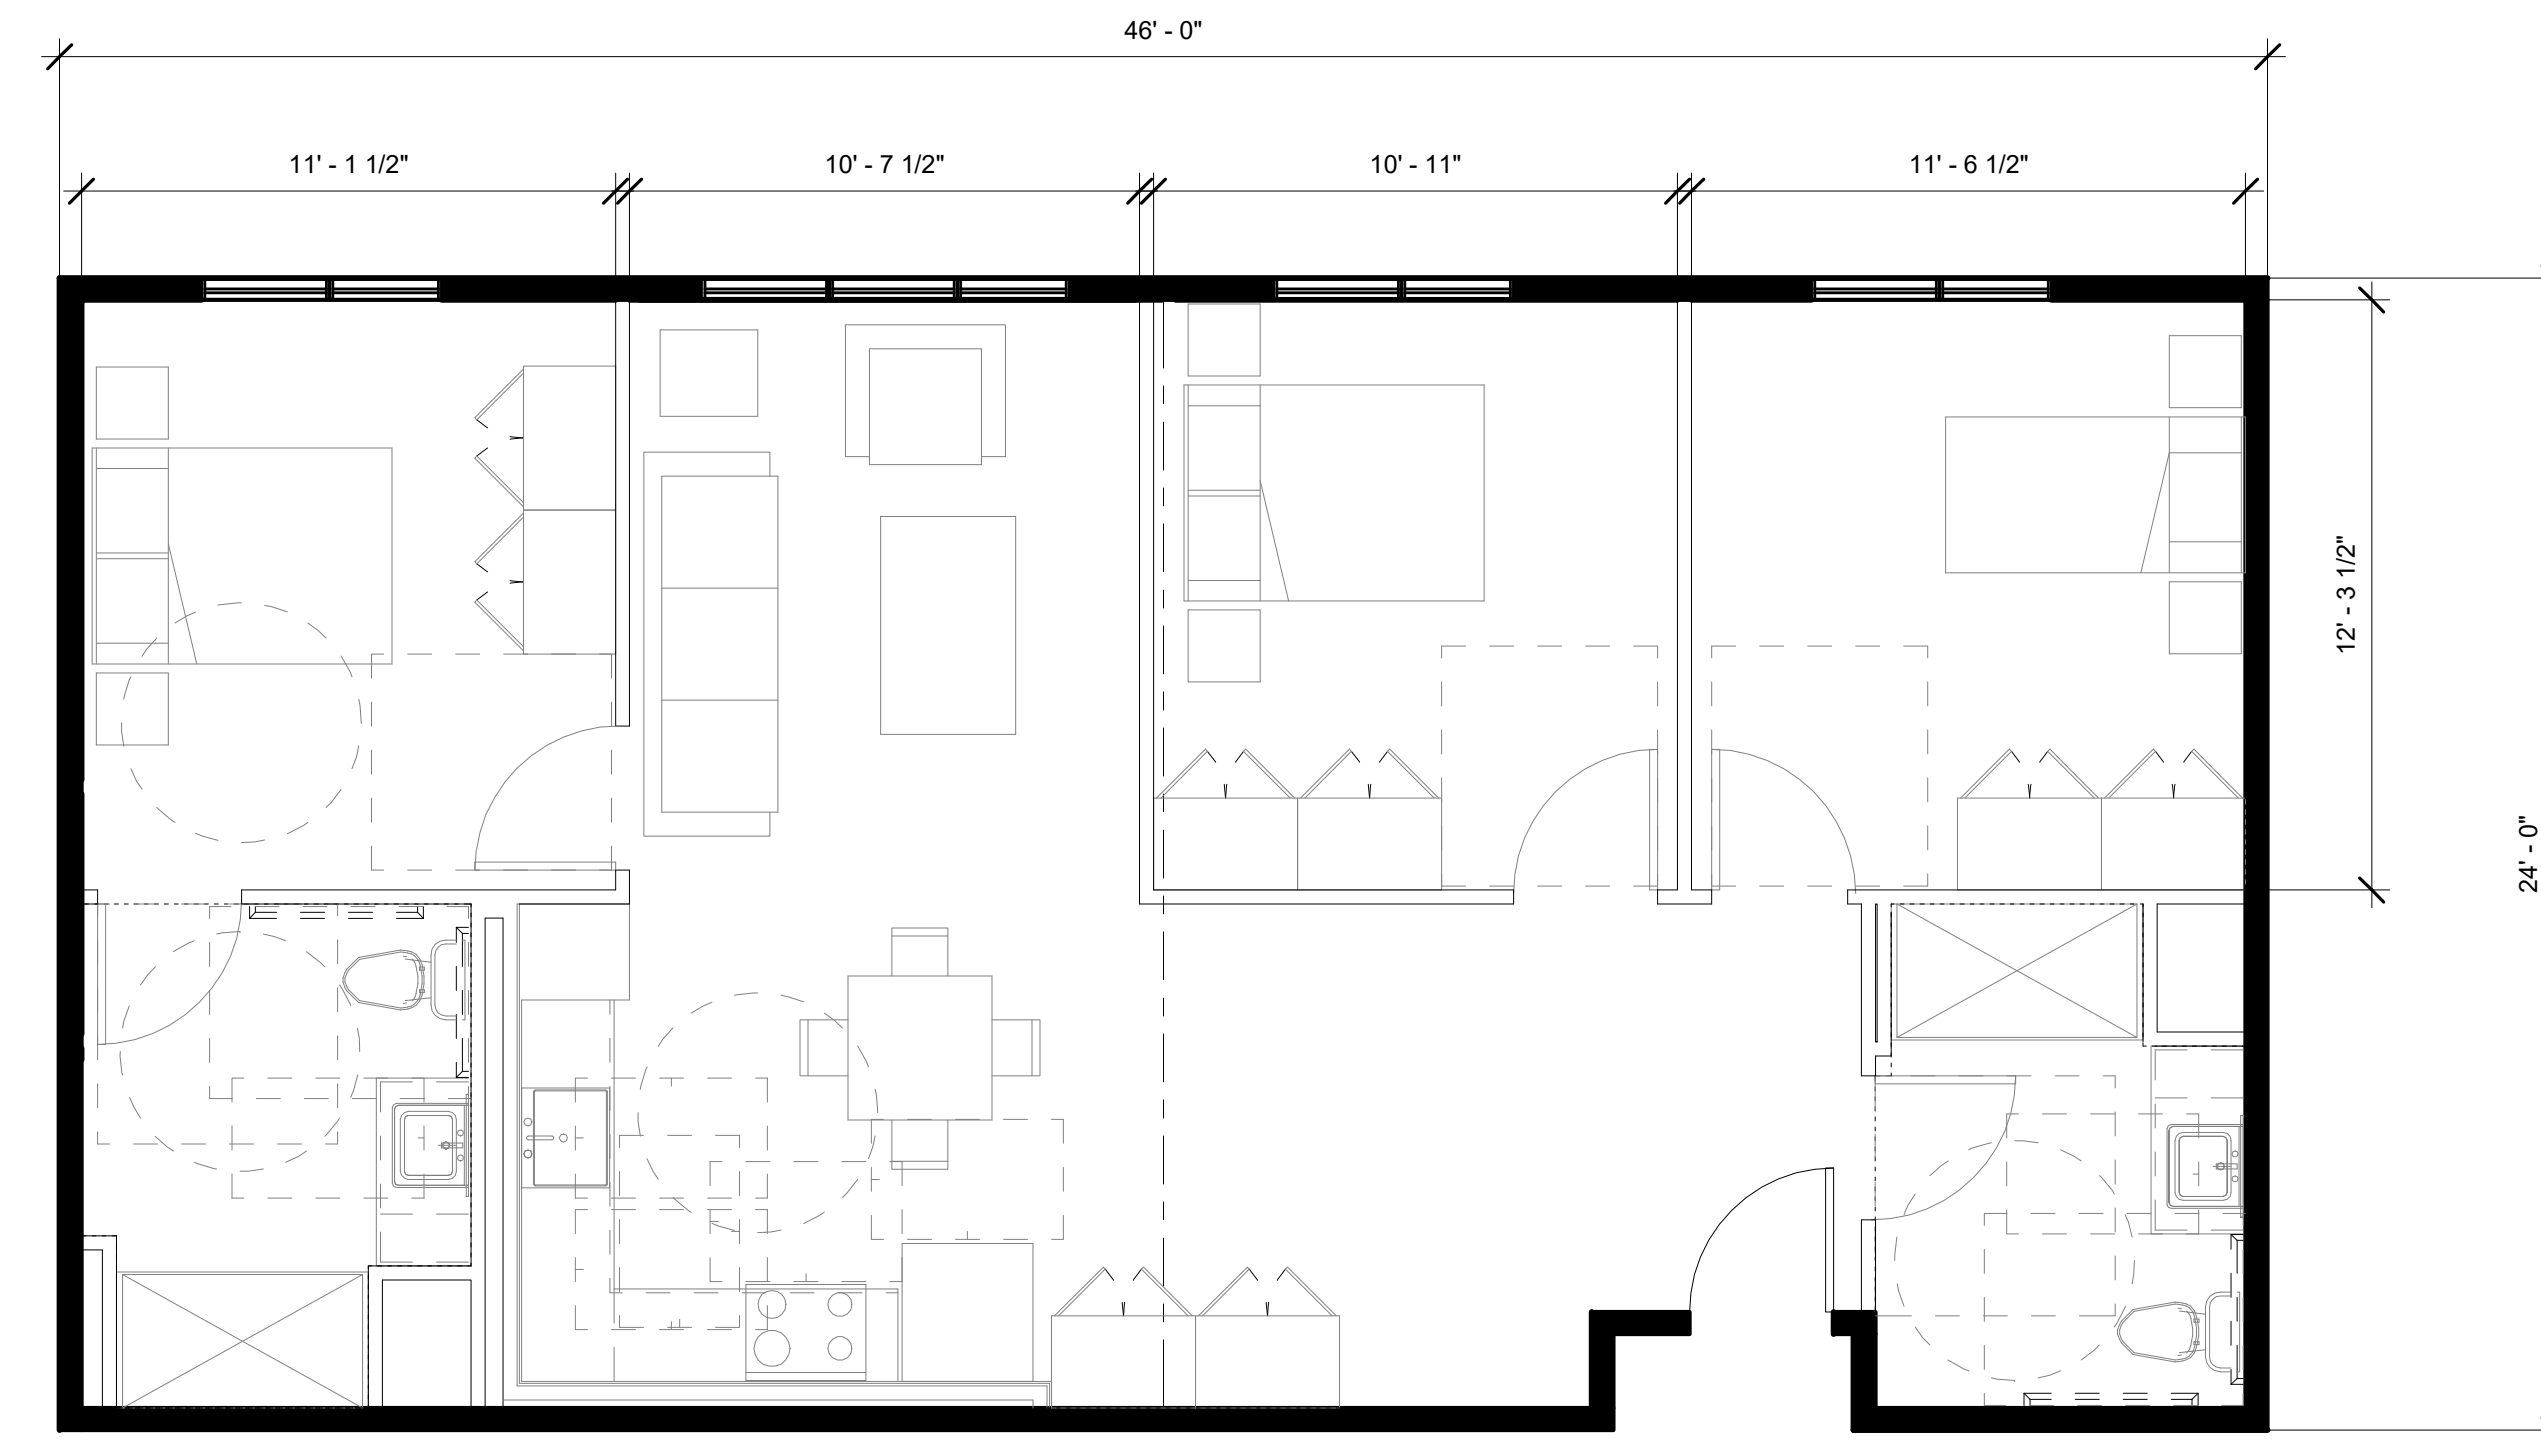 46' - 0"
11' - 1 1/2"
10' - 7 1/2"
10' - 11"
11' - 6 1/2"
12' - 3 1/2"
24' - 0"